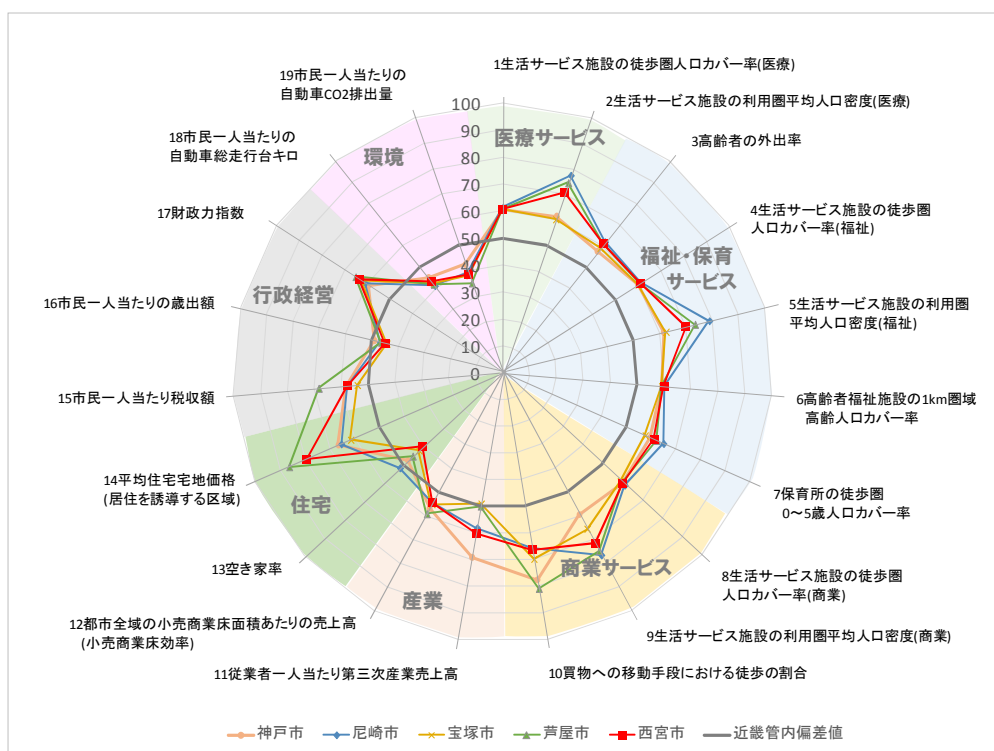 1生活サービス施設の徒歩圏人口カバー率(医療)
2生活サービス施設の利用圏平均人口密度(医療)
3高齢者の外出率
4生活サービス施設の徒歩圏
人口カバー率(福祉)
5生活サービス施設の利用圏
平均人口密度(福祉)
6高齢者福祉施設の1km圏域
高齢人口カバー率
7保育所の徒歩圏
0～5歳人口カバー率
8生活サービス施設の徒歩圏
人口カバー率(商業)
9生活サービス施設の利用圏平均人口密度(商業)
10買物への移動手段における徒歩の割合
11従業者一人当たり第三次産業売上高
12都市全域の小売商業床面積あたりの売上高
(小売商業床効率)
13空き家率
14平均住宅宅地価格
(居住を誘導する区域)
15市民一人当たり税収額
16市民一人当たりの歳出額
17財政力指数
18市民一人当たりの
自動車総走行台キロ
19市民一人当たりの
自動車CO2排出量
100
90
80
70
60
50
40
30
20
10
0
医療サービス
福祉・保育
サービス
商業サービス
産業
住宅
行政経営
環境
神戸市
尼崎市
宝塚市
芦屋市
西宮市
近畿管内偏差値